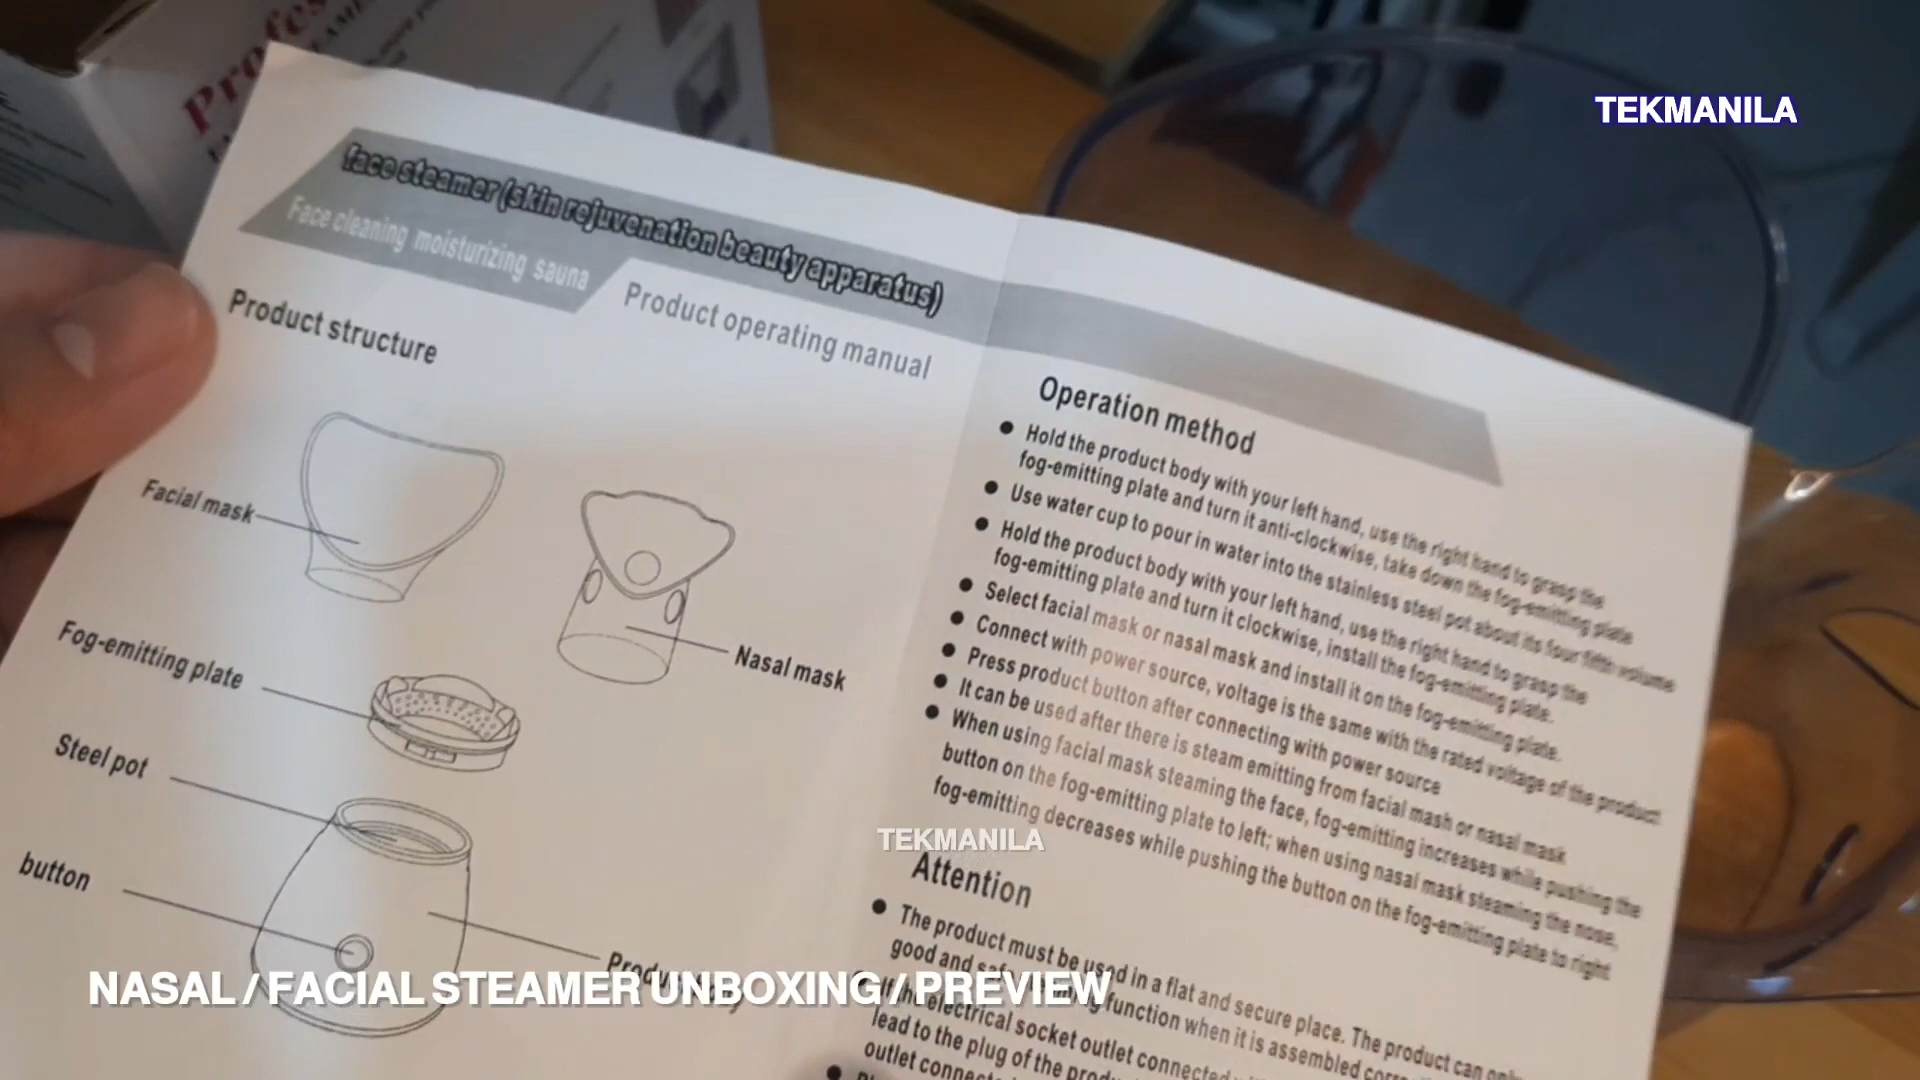 Profes
TEKMANILA
face steamer (skin rejuvenation beauty apparatus)
Face cleaning moisturizing sauna
Product operating manual
Product structure
Facial mask
Nasal mask
Fog-emitting plate
Steel pot
button
Operation method
Hold the product body with your left hand, use the right hand to grasp the
fog-emitting plate and turn it anti-clockwise, take down the fog-emitting plate
Use water cup to pour in water into the stainless steel pot about its four fifth volume
Hold the product body with your left hand, use the right hand to grasp the
fog-emitting plate and turn it clockwise, install the fog-emitting plate.
Select facial mask or nasal mask and install it on the fog-emitting plate.
Connect with power source, voltage is the same with the rated voltage of the product
Press product button after connecting with power source
It can be used after there is steam emitting from facial mash or nasal mask
When using facial mask steaming the face, fog-emitting increases while pushing the
button on the fog-emitting plate to left; when using nasal mask steaming the nose,
fog-emitting decreases while pushing the button on the fog-emitting plate to right
TEKMANILA
Attention
The product must be used in a flat and secure place. The product can only
good and safe function when it is assembled
If the electrical socket outlet connected
lead to the plug of the
outlet
NASAL / FACIAL STEAMER UNBOXING / PREVIEW